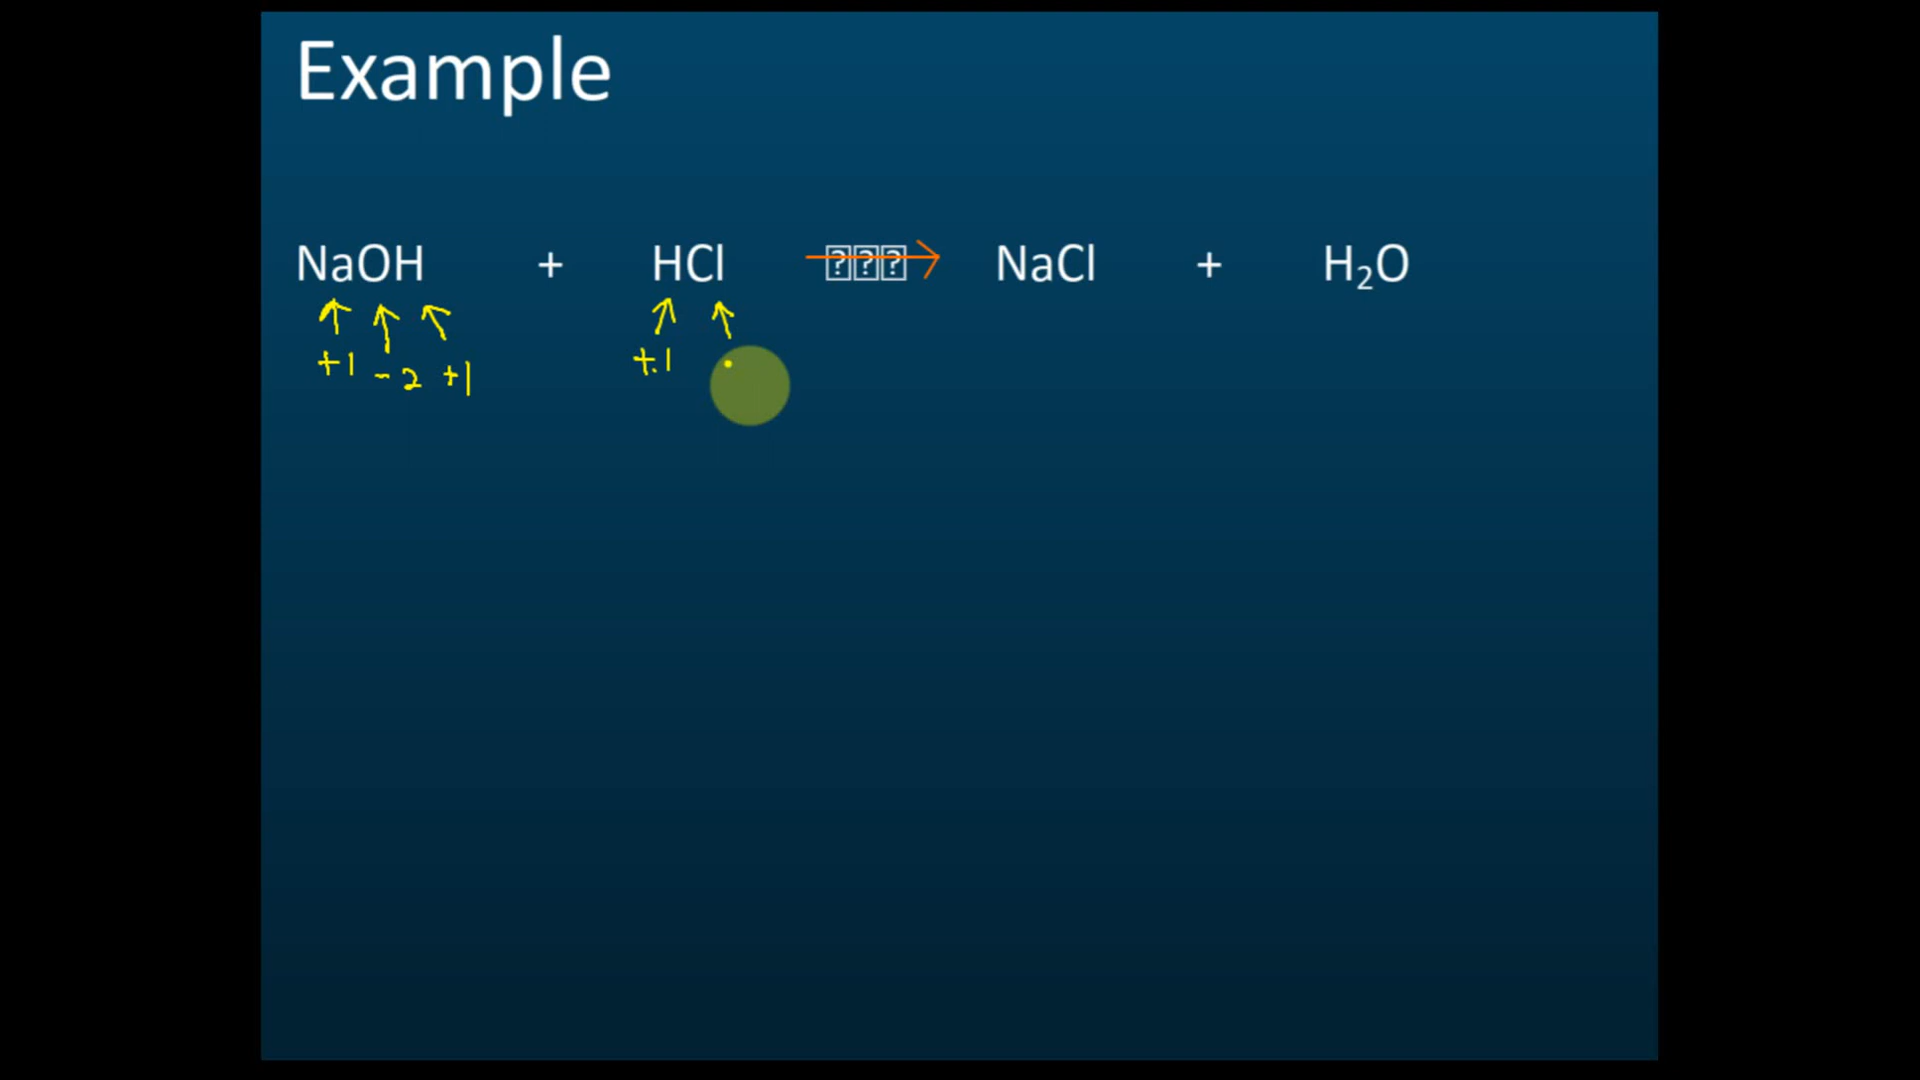 Example
NaOH + HCl → NaCl + H₂O
+1 -2 +1 +1